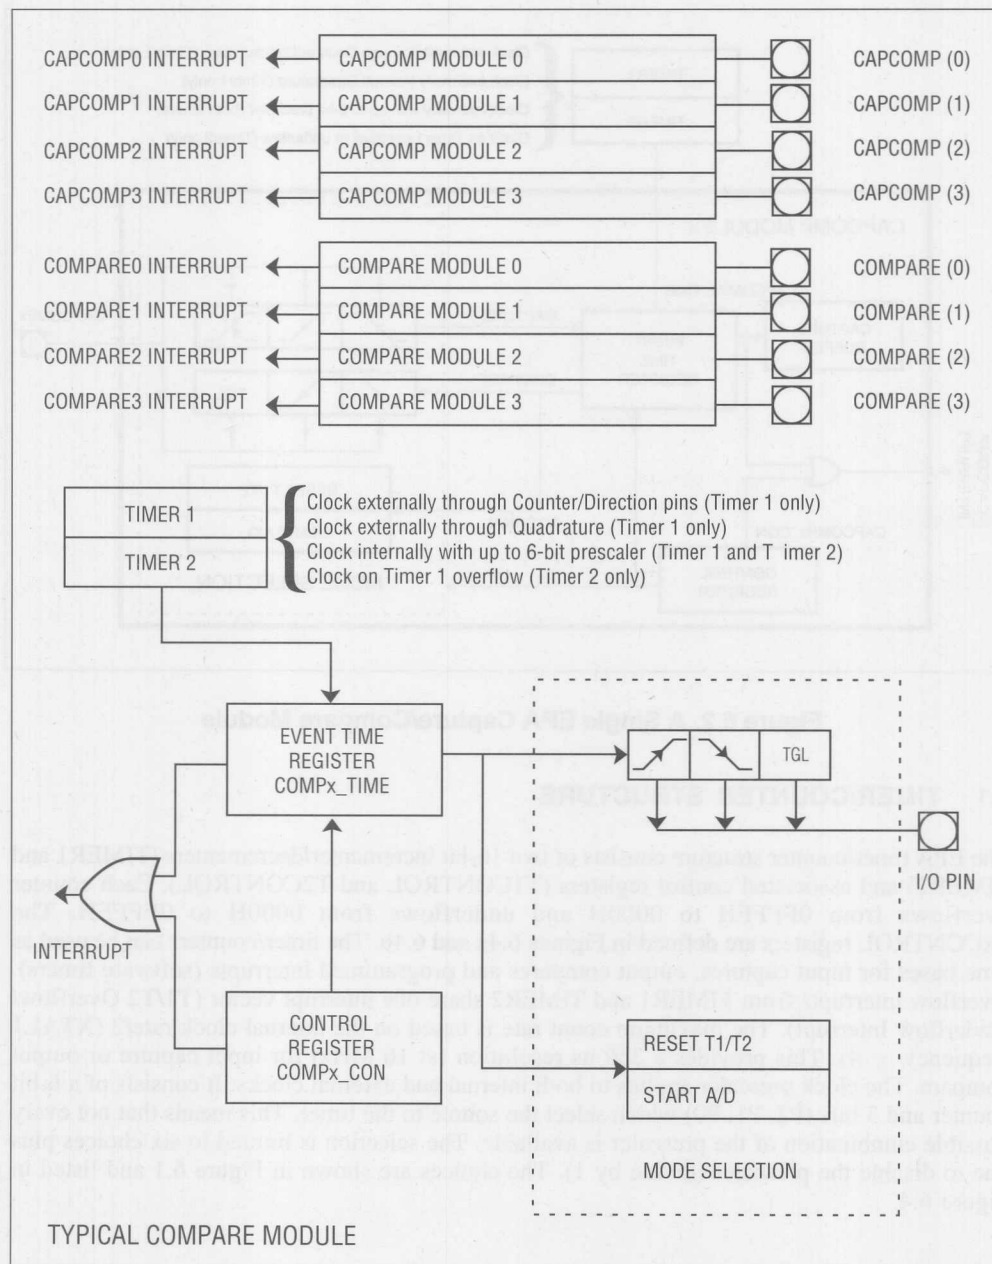 CAPCOMP0 INTERRUPT CAPCOMP MODULE 0 CAPCOMP (0)
CAPCOMP1 INTERRUPT CAPCOMP MODULE 1 CAPCOMP (1)
CAPCOMP2 INTERRUPT CAPCOMP MODULE 2 CAPCOMP (2)
CAPCOMP3 INTERRUPT CAPCOMP MODULE 3 CAPCOMP (3)
COMPARE0 INTERRUPT COMPARE MODULE 0 COMPARE (0)
COMPARE1 INTERRUPT COMPARE MODULE 1 COMPARE (1)
COMPARE2 INTERRUPT COMPARE MODULE 2 COMPARE (2)
COMPARE3 INTERRUPT COMPARE MODULE 3 COMPARE (3)
TIMER 1
TIMER 2
Clock externally through Counter/Direction pins (Timer 1 only)
Clock externally through Quadrature (Timer 1 only)
Clock internally with up to 6-bit prescaler (Timer 1 and T imer 2)
Clock on Timer 1 overflow (Timer 2 only)
EVENT TIME
REGISTER
COMPx_TIME
TGL
I/O PIN
INTERRUPT
CONTROL
REGISTER
COMPx_CON
RESET T1/T2
START A/D
MODE SELECTION
TYPICAL COMPARE MODULE